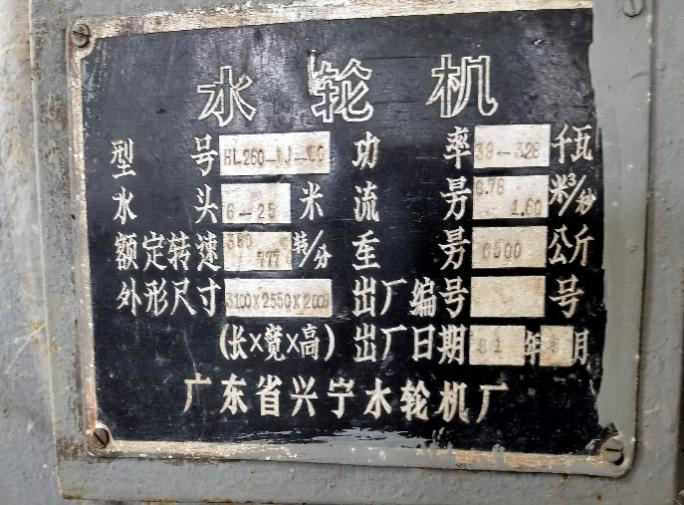 水轮机
型号 HL260-WJ-60 功率 39-328 千瓦
水头 6-25 米 流量 0.76 1.60 米³/秒
额定转速 380 777 转/分 重量 6500 公斤
外形尺寸 3100X2550X2600 出厂编号 号
(长×宽×高) 出厂日期 81 年 月
广东省兴宁水轮机厂